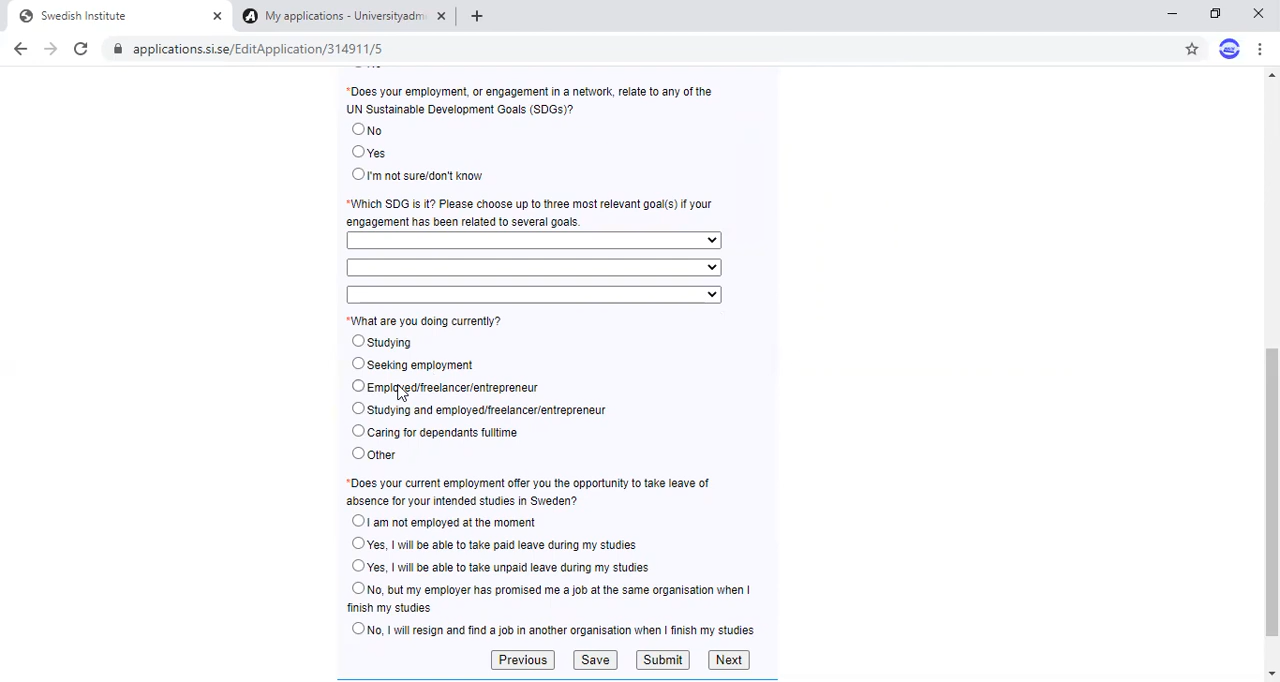 Swedish Institute
My applications - Universityadm
applications.si.se/EditApplication/314911/5
*Does your employment, or engagement in a network, relate to any of the
UN Sustainable Development Goals (SDGs)?
No
Yes
I'm not sure/don't know
*Which SDG is it? Please choose up to three most relevant goal(s) if your
engagement has been related to several goals.
*What are you doing currently?
Studying
Seeking employment
Employed/freelancer/entrepreneur
Studying and employed/freelancer/entrepreneur
Caring for dependants fulltime
Other
*Does your current employment offer you the opportunity to take leave of
absence for your intended studies in Sweden?
I am not employed at the moment
Yes, I will be able to take paid leave during my studies
Yes, I will be able to take unpaid leave during my studies
No, but my employer has promised me a job at the same organisation when I
finish my studies
No, I will resign and find a job in another organisation when I finish my studies
Previous Save Submit Next